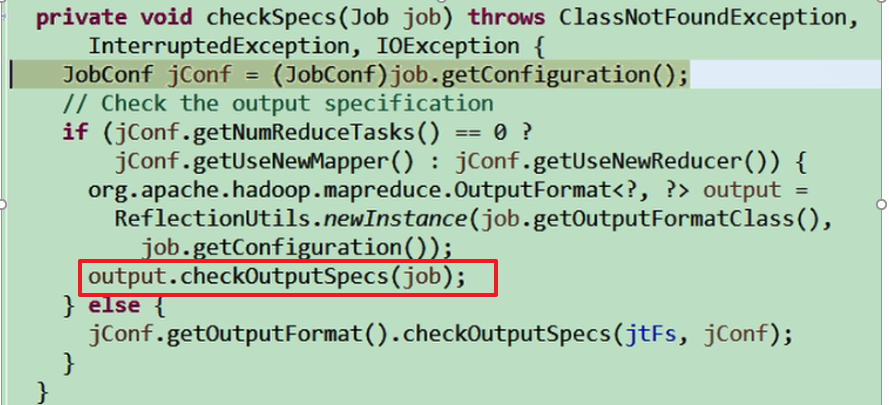 private void checkSpecs(Job job) throws ClassNotFoundException,
InterruptedException, IOException {
JobConf jConf = (JobConf)job.getConfiguration();
// Check the output specification
if (jConf.getNumReduceTasks() == 0 ?
jConf.getUseNewMapper() : jConf.getUseNewReducer()) {
org.apache.hadoop.mapreduce.OutputFormat<?, ?> output =
ReflectionUtils.newInstance(job.getOutputFormatClass(),
job.getConfiguration());
output.checkOutputSpecs(job);
} else {
jConf.getOutputFormat().checkOutputSpecs(jtFs, jConf);
}
}